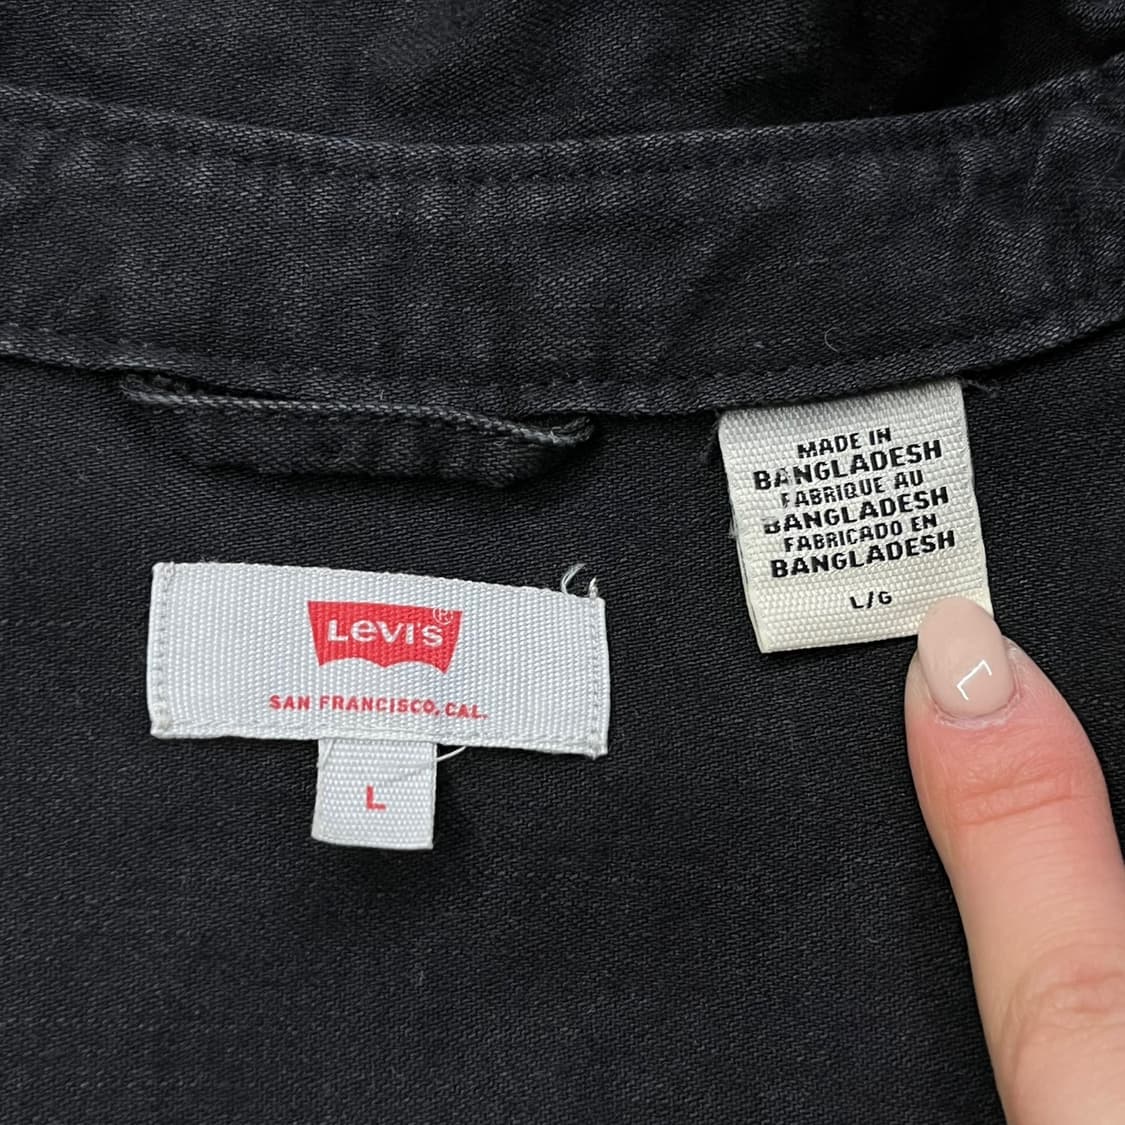 LEVI'S®
SAN FRANCISCO, CAL.
L
MADE IN
BANGLADESH
FABRIQUE AU
BANGLADESH
FABRICADO EN
BANGLADESH
L/G